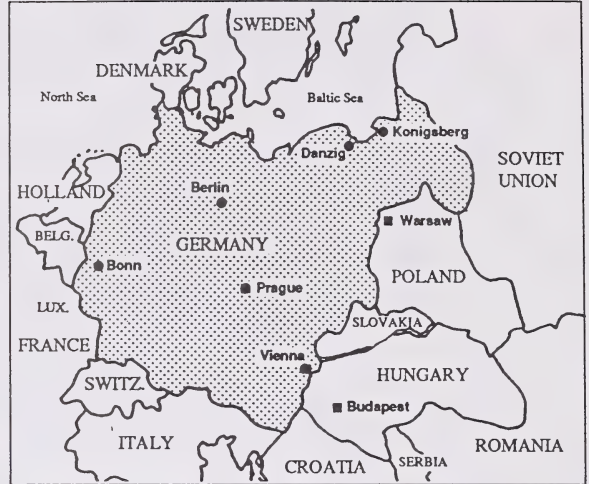 SWEDEN
DENMARK
North Sea
Baltic Sea
Konigsberg
Danzig
SOVIET
UNION
HOLLAND
Berlin
BELG.
GERMANY
Warsaw
Bonn
Prague
POLAND
LUX.
SLOVAKIA
FRANCE
Vienna
SWITZ.
HUNGARY
Budapest
ITALY
ROMANIA
CROATIA
SERBIA